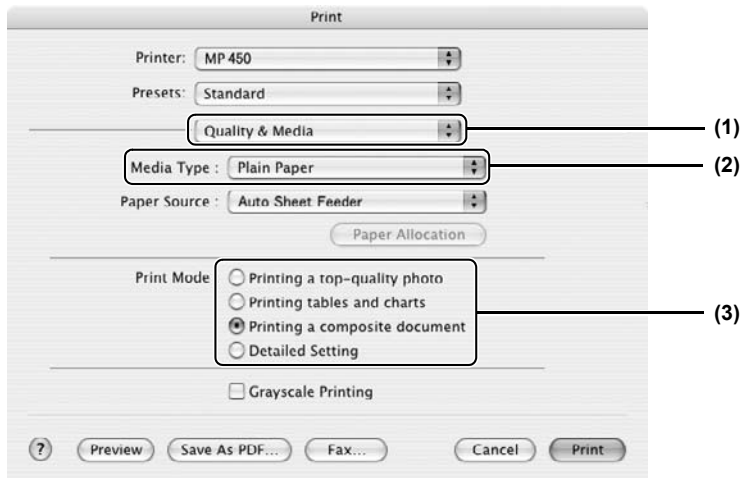 Print
Printer: MP 450
Presets: Standard
Quality & Media (1)
Media Type : Plain Paper (2)
Paper Source : Auto Sheet Feeder
Paper Allocation
Print Mode Printing a top-quality photo
Printing tables and charts
Printing a composite document (3)
Detailed Setting
Grayscale Printing
? Preview Save As PDF... Fax... Cancel Print